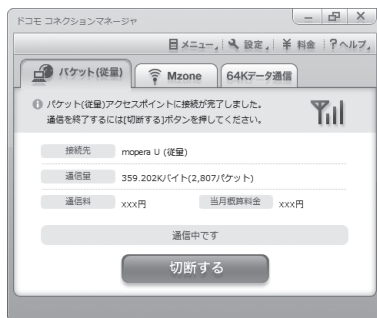 ドコモ コネクションマネージャ
メニュー 設定 ¥ 料金 ?ヘルプ
パケット(従量) Mzone 64Kデータ通信
パケット(従量)アクセスポイントに接続が完了しました。
通信を終了するには[切断する]ボタンを押してください。
接続先 mopera U (従量)
通信量 359.202Kバイト(2,807パケット)
通信料 xxx円 当月概算料金 xxx円
通信中です
切断する